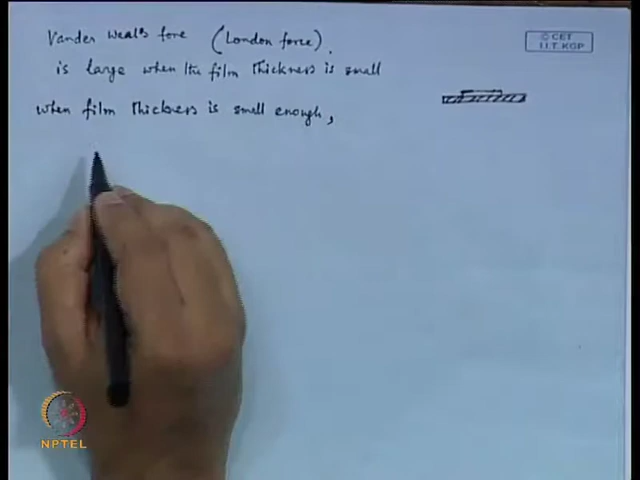 Vander Weal's force (London force).
is large when the film thickness is small
when film thickness is small enough,
© CET
I.I.T. KGP
NPTEL